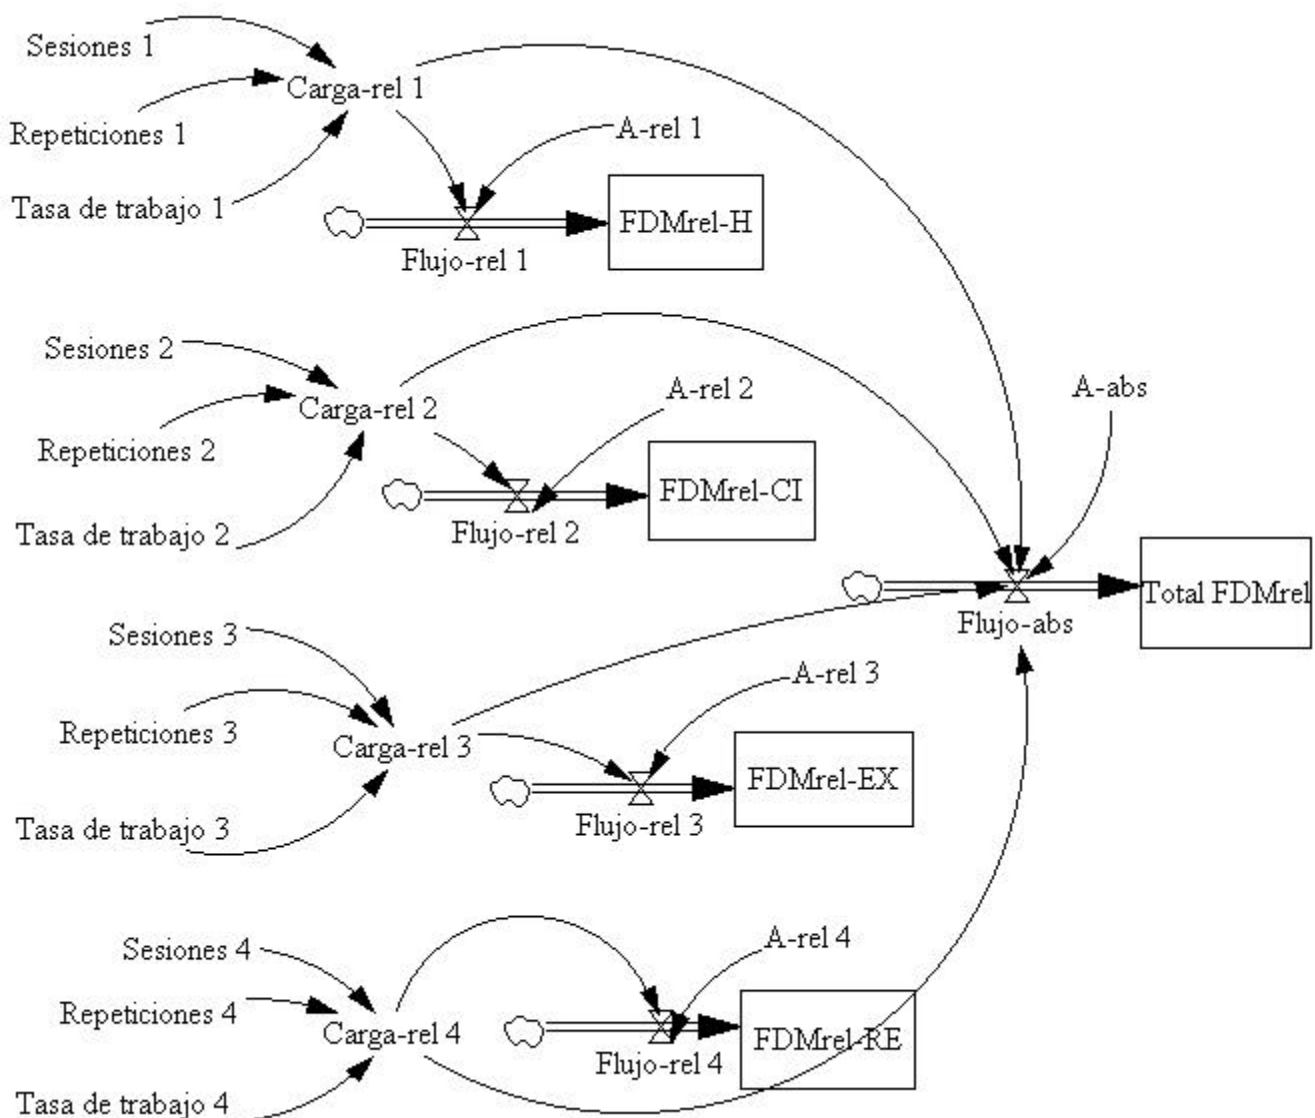 Sesiones 1
Carga-rel 1
Repeticiones 1
A-rel 1
Tasa de trabajo 1
FDMrel-H
Flujo-rel 1
Sesiones 2
Carga-rel 2
A-rel 2
A-abs
Repeticiones 2
FDMrel-CI
Tasa de trabajo 2
Flujo-rel 2
Total FDMrel
Flujo-abs
Sesiones 3
A-rel 3
Repeticiones 3
Carga-rel 3
FDMrel-EX
Tasa de trabajo 3
Flujo-rel 3
Sesiones 4
A-rel 4
Repeticiones 4
Carga-rel 4
FDMrel-RE
Flujo-rel 4
Tasa de trabajo 4